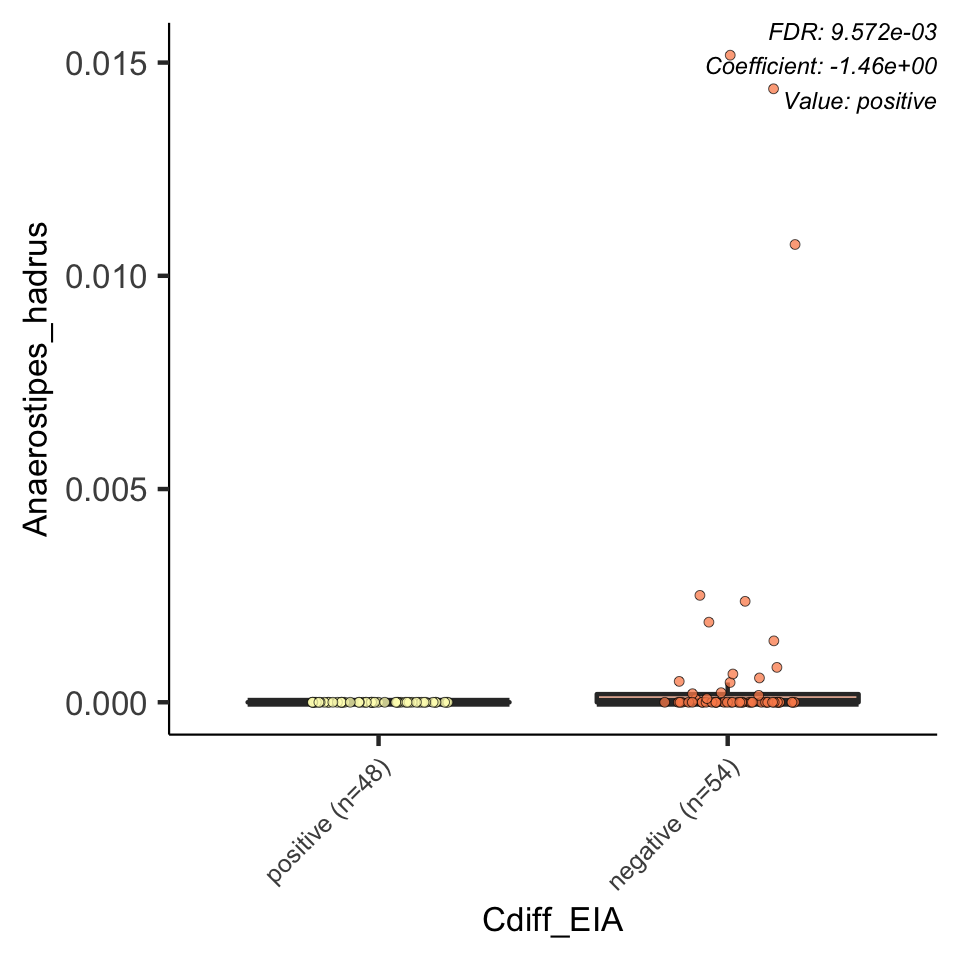 FDR: 9.572e-03
Coefficient: -1.46e+00
Value: positive
Anaerostipes_hadrus
0.015
0.010
0.005
0.000
positive (n=48)
negative (n=54)
Cdiff_EIA